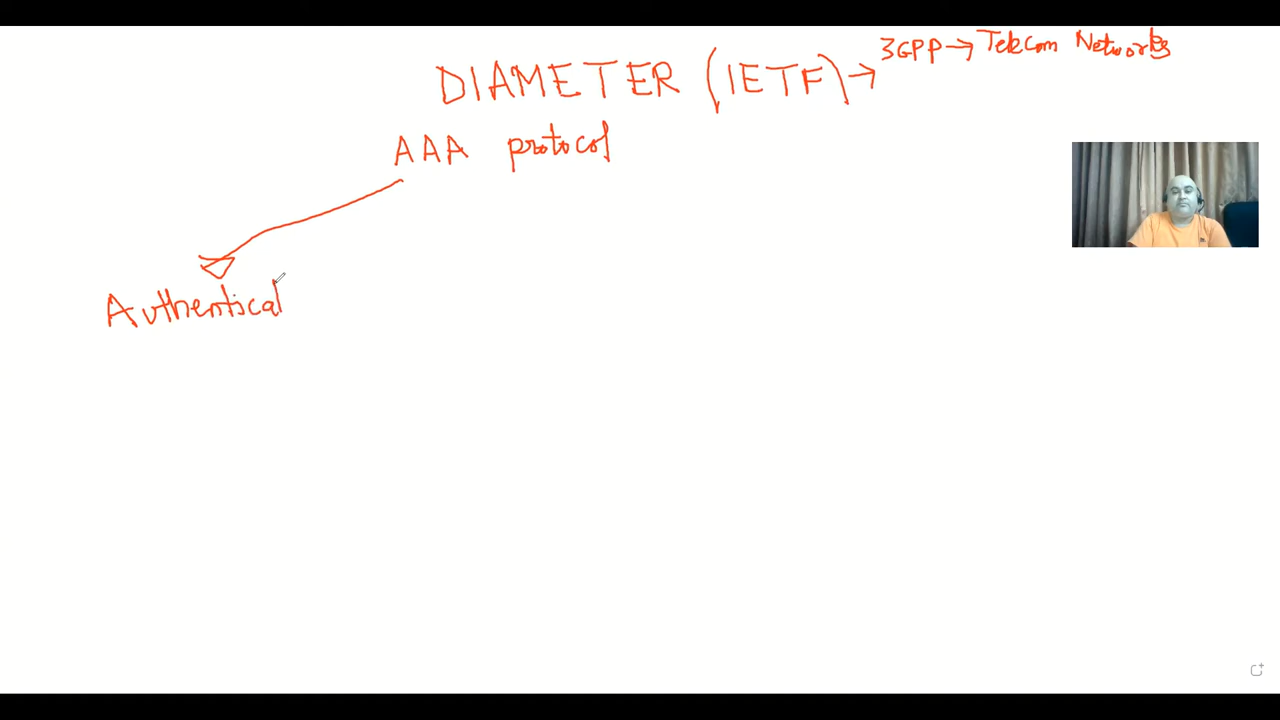 3GPP → Telecom Networks
DIAMETER (IETF) →
AAA protocol
Authentical